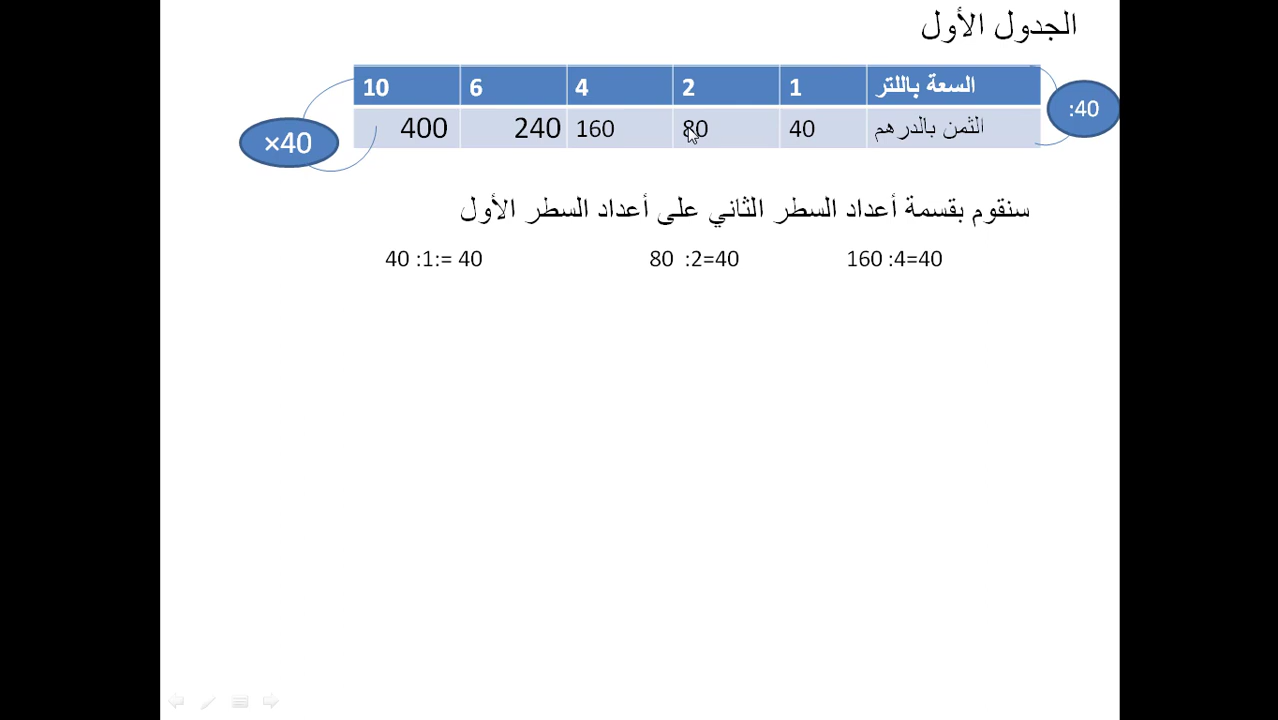 الجدول الأول
السعة باللتر 1 2 4 6 10
:40
الثمن بالدرهم 40 80 160 240 400
×40
سنقوم بقسمة أعداد السطر الثاني على أعداد السطر الأول
40 :1:= 40 80 :2=40 160 :4=40